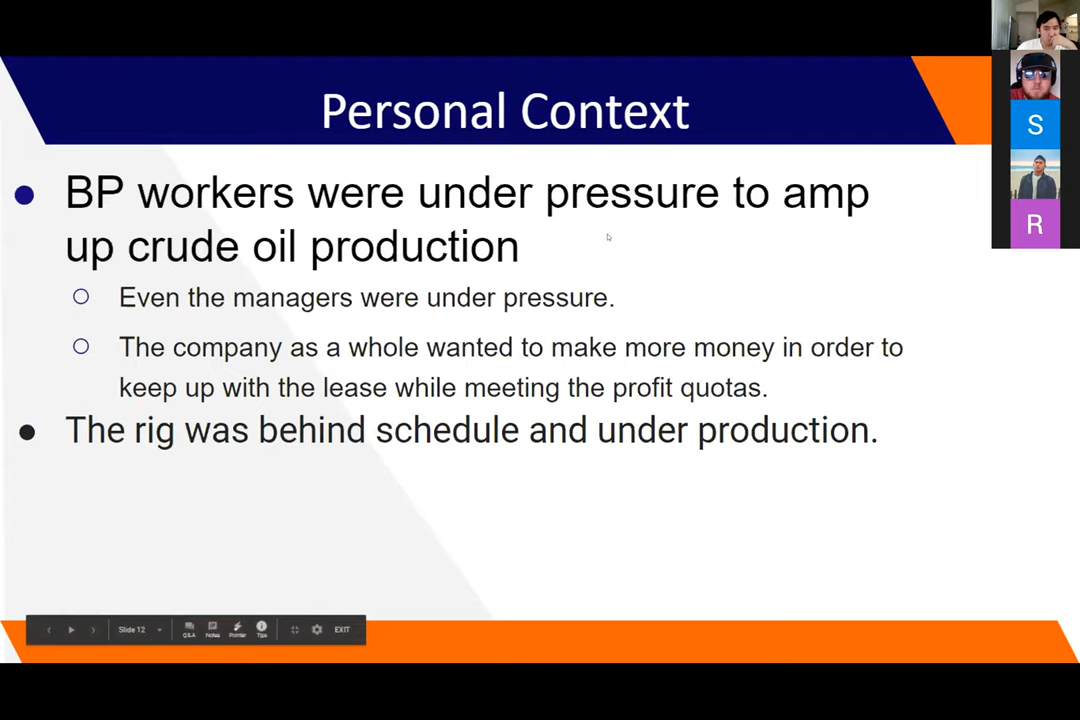 Personal Context
BP workers were under pressure to amp
up crude oil production
Even the managers were under pressure.
The company as a whole wanted to make more money in order to
keep up with the lease while meeting the profit quotas.
The rig was behind schedule and under production.
S
R
Slide 12
Q&A
Notes
Pointer
Tips
EXIT